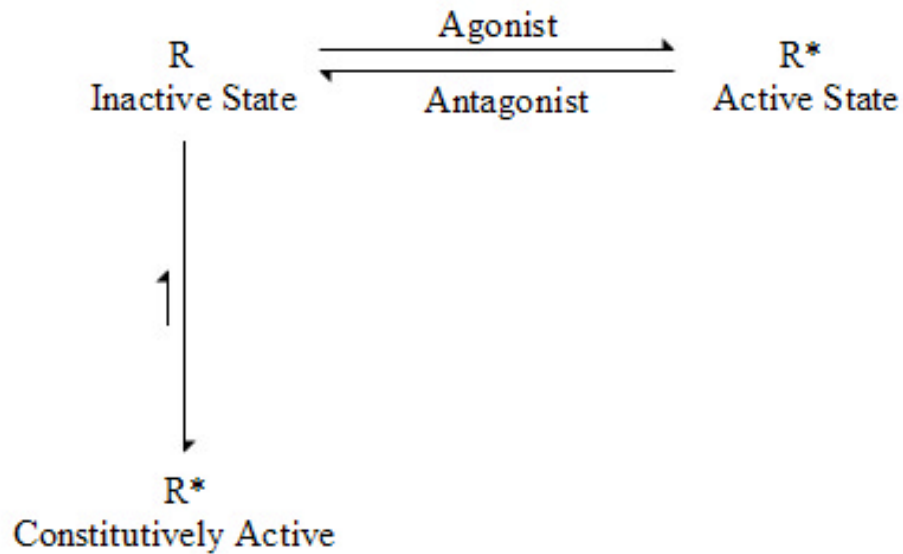 Agonist
R
Inactive State
R*
Active State
Antagonist
R*
Constitutively Active